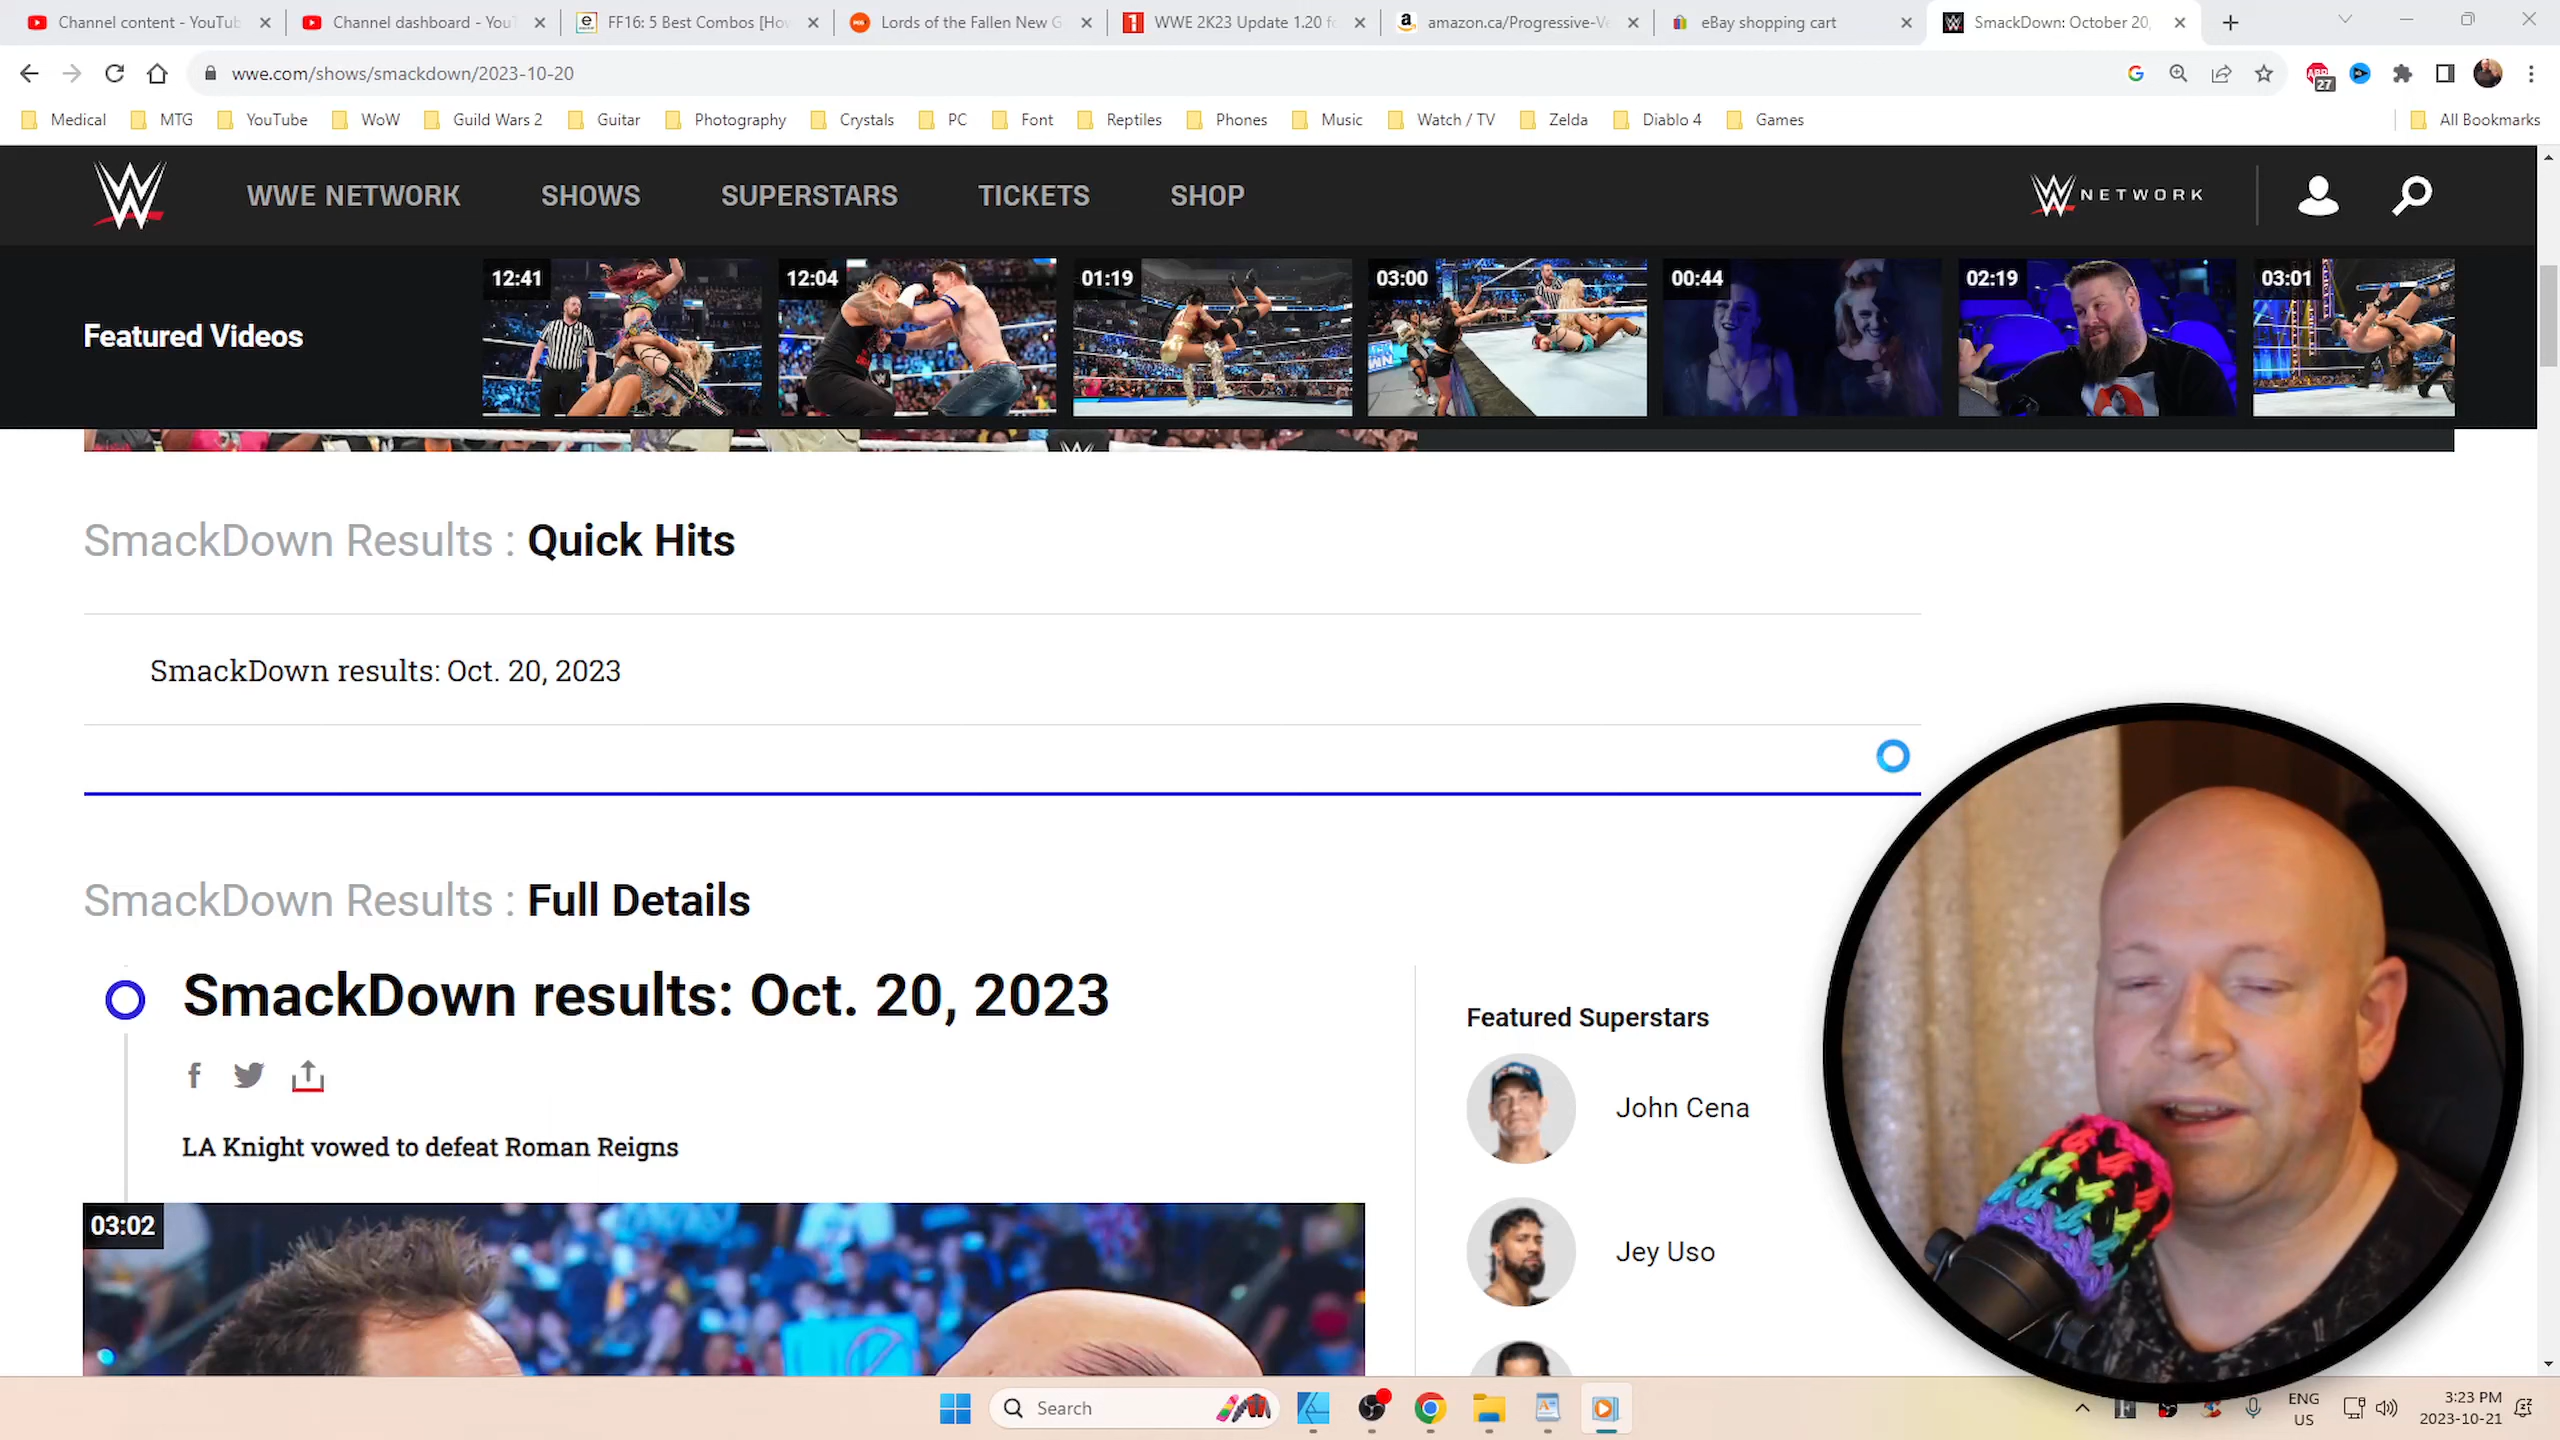 Channel content - YouTub
Channel dashboard - YouT
FF16: 5 Best Combos [How
Lords of the Fallen New G
WWE 2K23 Update 1.20 fo
amazon.ca/Progressive-Ve
eBay shopping cart
SmackDown: October 20,
wwe.com/shows/smackdown/2023-10-20
27
Medical
MTG
YouTube
WoW
Guild Wars 2
Guitar
Photography
Crystals
PC
Font
Reptiles
Phones
Music
Watch / TV
Zelda
Diablo 4
Games
All Bookmarks
WWE NETWORK
SHOWS
SUPERSTARS
TICKETS
SHOP
NETWORK
Featured Videos
12:41
12:04
01:19
03:00
00:44
02:19
03:01
SmackDown Results : Quick Hits
SmackDown results: Oct. 20, 2023
SmackDown Results : Full Details
SmackDown results: Oct. 20, 2023
LA Knight vowed to defeat Roman Reigns
03:02
Featured Superstars
John Cena
Jey Uso
Search
ENG
US
3:23 PM
2023-10-21